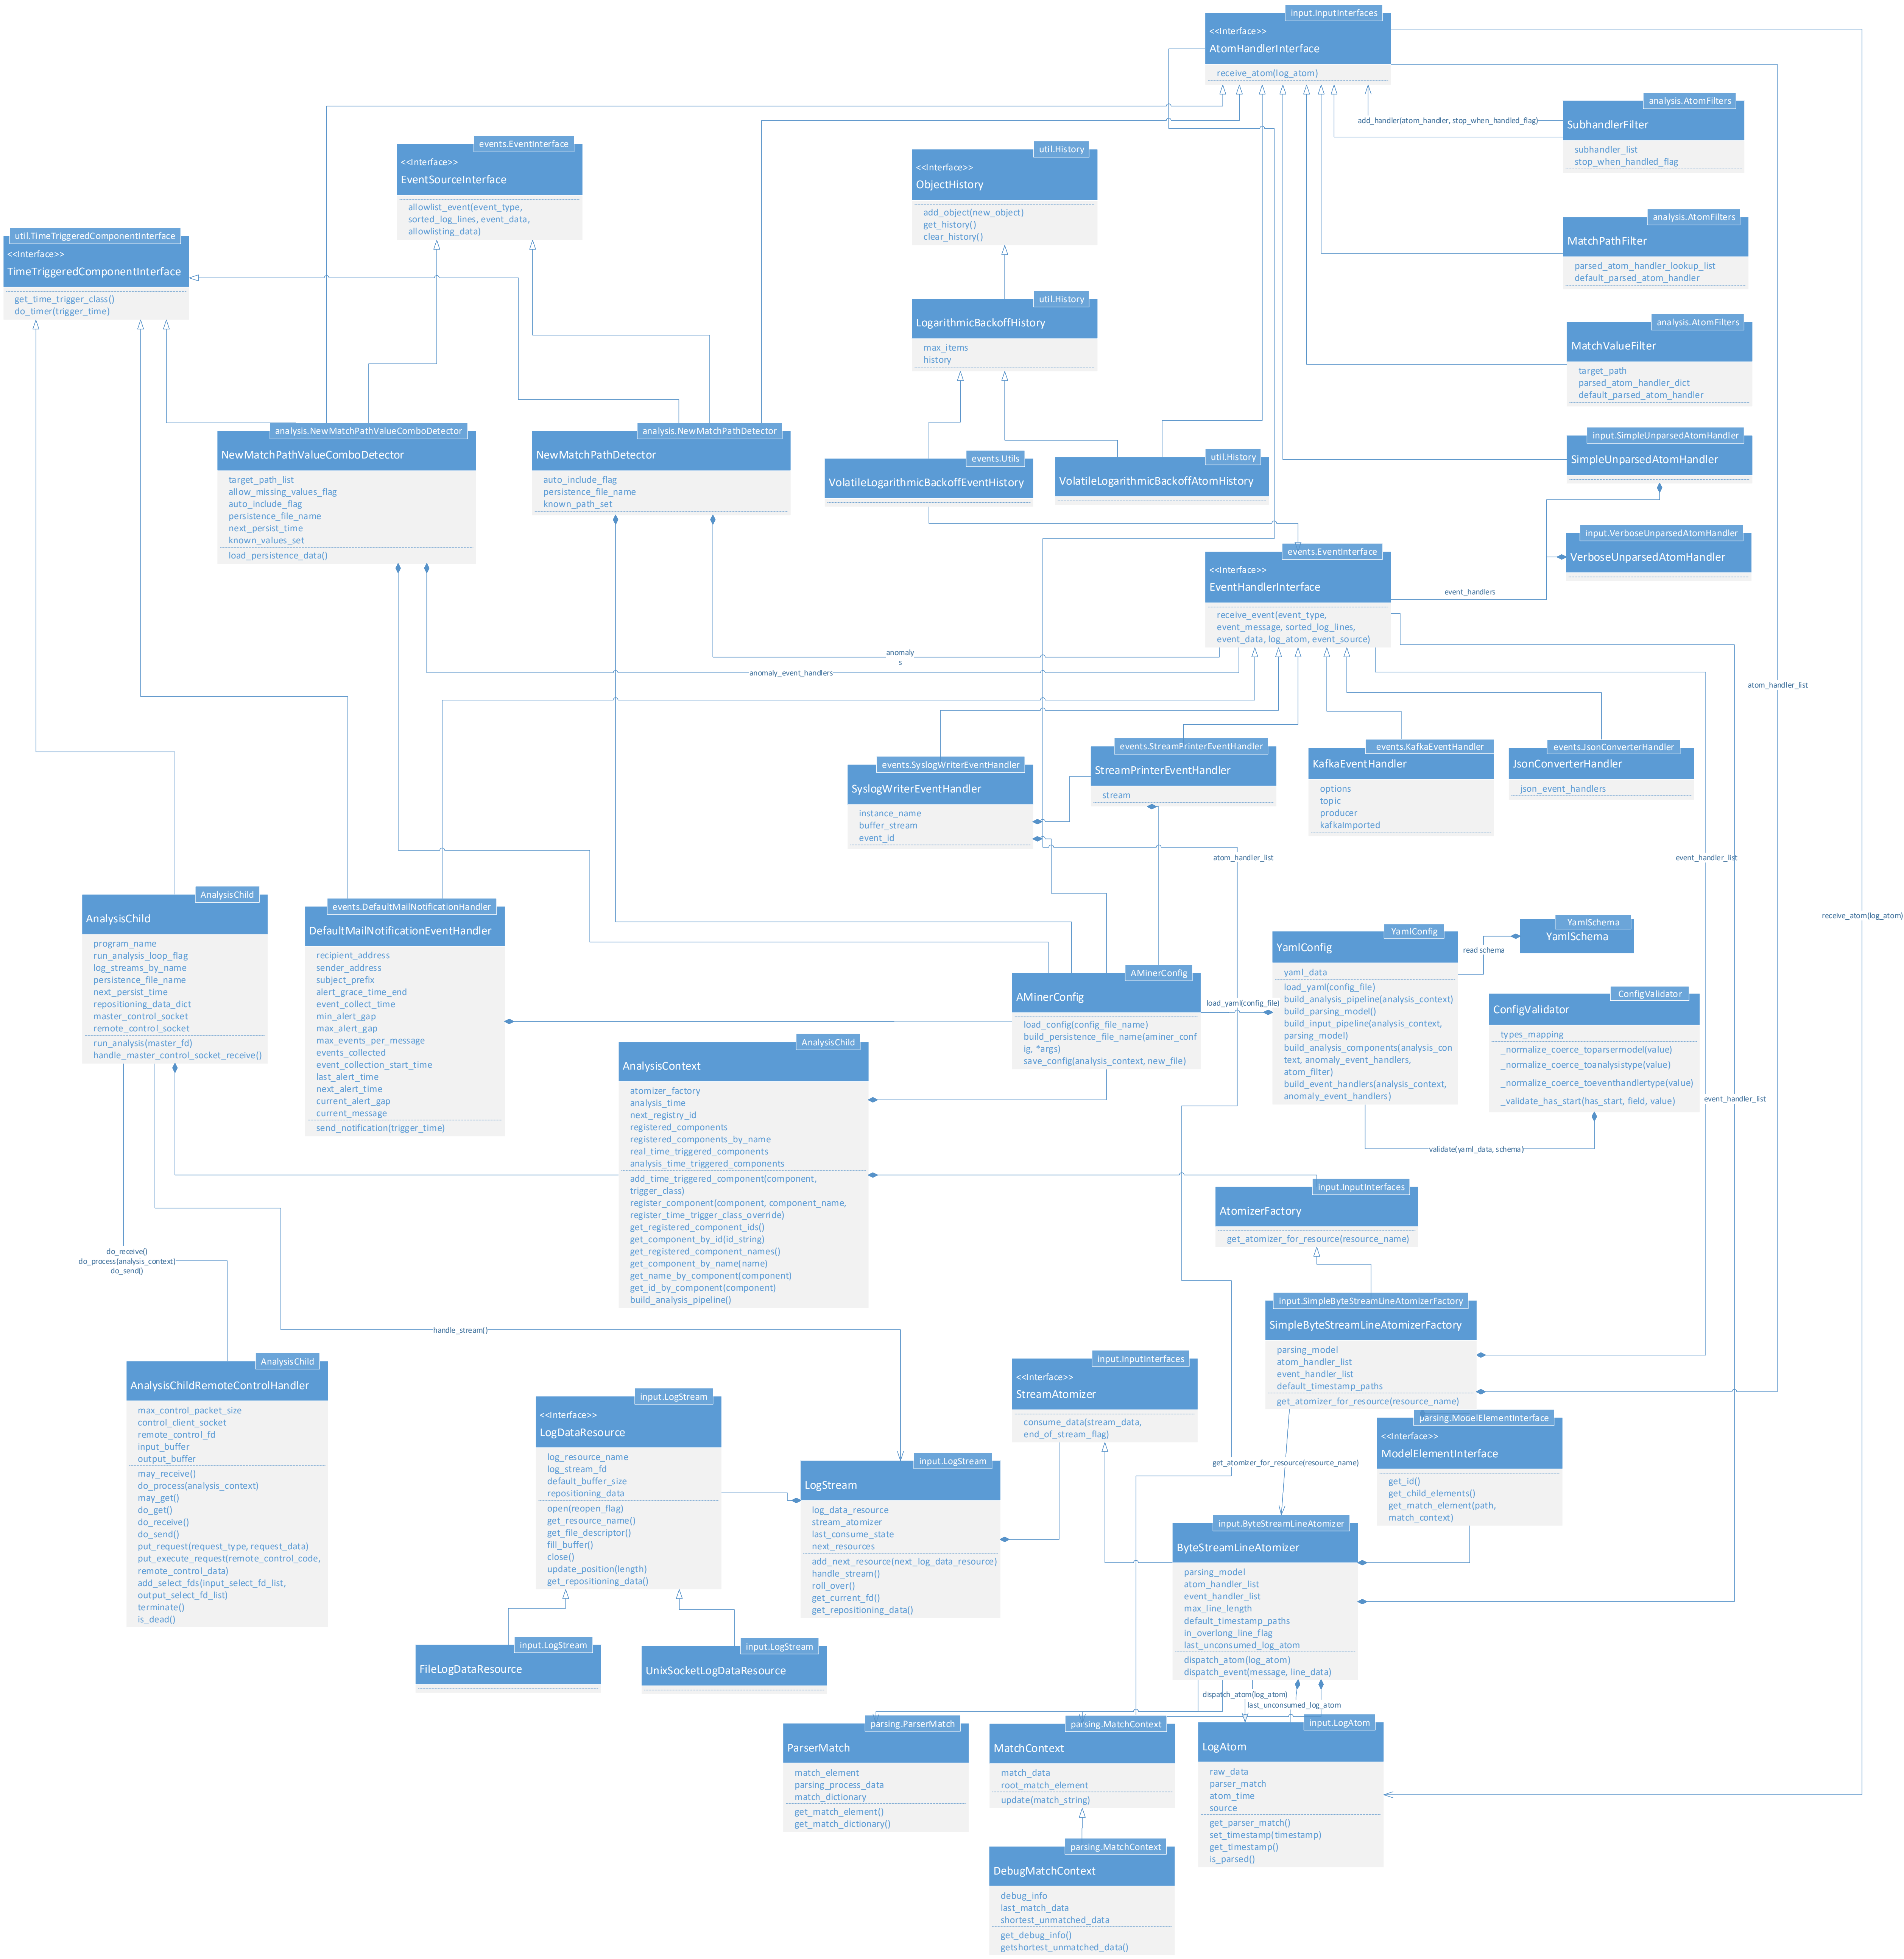 input.InputInterfaces
<<Interface>>
AtomHandlerInterface
receive_atom(log_atom)
analysis.AtomFilters
SubhandlerFilter
subhandler_list
stop_when_handled_flag
add_handler(atom_handler, stop_when_handled_flag)
events.EventInterface
<<Interface>>
EventSourceInterface
allowlist_event(event_type,
sorted_log_lines, event_data,
allowlisting_data)
util.History
<<Interface>>
ObjectHistory
add_object(new_object)
get_history()
clear_history()
analysis.AtomFilters
MatchPathFilter
parsed_atom_handler_lookup_list
default_parsed_atom_handler
util.TimeTriggeredComponentInterface
<<Interface>>
TimeTriggeredComponentInterface
get_time_trigger_class()
do_timer(trigger_time)
util.History
LogarithmicBackoffHistory
max_items
history
analysis.AtomFilters
MatchValueFilter
target_path
parsed_atom_handler_dict
default_parsed_atom_handler
analysis.NewMatchPathValueComboDetector
NewMatchPathValueComboDetector
target_path_list
allow_missing_values_flag
auto_include_flag
persistence_file_name
next_persist_time
known_values_set
load_persistence_data()
analysis.NewMatchPathDetector
NewMatchPathDetector
auto_include_flag
persistence_file_name
known_path_set
events.Utils
VolatileLogarithmicBackoffEventHistory
util.History
VolatileLogarithmicBackoffAtomHistory
input.SimpleUnparsedAtomHandler
SimpleUnparsedAtomHandler
input.VerboseUnparsedAtomHandler
VerboseUnparsedAtomHandler
event_handlers
events.EventInterface
<<Interface>>
EventHandlerInterface
receive_event(event_type,
event_message, sorted_log_lines,
event_data, log_atom, event_source)
anomaly
s
anomaly_event_handlers
atom_handler_list
events.SyslogWriterEventHandler
SyslogWriterEventHandler
instance_name
buffer_stream
event_id
events.StreamPrinterEventHandler
StreamPrinterEventHandler
stream
events.KafkaEventHandler
KafkaEventHandler
options
topic
producer
kafkaImported
events.JsonConverterHandler
JsonConverterHandler
json_event_handlers
atom_handler_list
event_handler_list
receive_atom(log_atom)
AnalysisChild
AnalysisChild
program_name
run_analysis_loop_flag
log_streams_by_name
persistence_file_name
next_persist_time
repositioning_data_dict
master_control_socket
remote_control_socket
run_analysis(master_fd)
handle_master_control_socket_receive()
events.DefaultMailNotificationHandler
DefaultMailNotificationEventHandler
recipient_address
sender_address
subject_prefix
alert_grace_time_end
event_collect_time
min_alert_gap
max_alert_gap
max_events_per_message
events_collected
event_collection_start_time
last_alert_time
next_alert_time
current_alert_gap
current_message
send_notification(trigger_time)
AMinerConfig
AMinerConfig
load_config(config_file_name)
build_persistence_file_name(aminer_conf
ig, *args)
save_config(analysis_context, new_file)
load_yaml(config_file)
YamlConfig
YamlConfig
yaml_data
load_yaml(config_file)
build_analysis_pipeline(analysis_context)
build_parsing_model()
build_input_pipeline(analysis_context,
parsing_model)
build_analysis_components(analysis_con
text, anomaly_event_handlers,
atom_filter)
build_event_handlers(analysis_context,
anomaly_event_handlers)
read schema
YamlSchema
YamlSchema
ConfigValidator
ConfigValidator
types_mapping
_normalize_coerce_toparsermodel(value)
_normalize_coerce_toanalysistype(value)
_normalize_coerce_toeventhandlertype(value)
_validate_has_start(has_start, field, value)
event_handler_list
validate(yaml_data, schema)
AnalysisChild
AnalysisContext
atomizer_factory
analysis_time
next_registry_id
registered_components
registered_components_by_name
real_time_triggered_components
analysis_time_triggered_components
add_time_triggered_component(component,
trigger_class)
register_component(component, component_name,
register_time_trigger_class_override)
get_registered_component_ids()
get_component_by_id(id_string)
get_registered_component_names()
get_component_by_name(name)
get_name_by_component(component)
get_id_by_component(component)
build_analysis_pipeline()
input.InputInterfaces
AtomizerFactory
get_atomizer_for_resource(resource_name)
do_receive()
do_process(analysis_context)
do_send()
handle_stream()
input.SimpleByteStreamLineAtomizerFactory
SimpleByteStreamLineAtomizerFactory
parsing_model
atom_handler_list
event_handler_list
default_timestamp_paths
get_atomizer_for_resource(resource_name)
AnalysisChild
AnalysisChildRemoteControlHandler
max_control_packet_size
control_client_socket
remote_control_fd
input_buffer
output_buffer
may_receive()
do_process(analysis_context)
may_get()
do_get()
do_receive()
do_send()
put_request(request_type, request_data)
put_execute_request(remote_control_code,
remote_control_data)
add_select_fds(input_select_fd_list,
output_select_fd_list)
terminate()
is_dead()
input.LogStream
<<Interface>>
LogDataResource
log_resource_name
log_stream_fd
default_buffer_size
repositioning_data
open(reopen_flag)
get_resource_name()
get_file_descriptor()
fill_buffer()
close()
update_position(length)
get_repositioning_data()
input.LogStream
LogStream
log_data_resource
stream_atomizer
last_consume_state
next_resources
add_next_resource(next_log_data_resource)
handle_stream()
roll_over()
get_current_fd()
get_repositioning_data()
input.InputInterfaces
<<Interface>>
StreamAtomizer
consume_data(stream_data,
end_of_stream_flag)
parsing.ModelElementInterface
<<Interface>>
ModelElementInterface
get_id()
get_child_elements()
get_match_element(path,
match_context)
get_atomizer_for_resource(resource_name)
input.ByteStreamLineAtomizer
ByteStreamLineAtomizer
parsing_model
atom_handler_list
event_handler_list
max_line_length
default_timestamp_paths
in_overlong_line_flag
last_unconsumed_log_atom
dispatch_atom(log_atom)
dispatch_event(message, line_data)
input.LogStream
FileLogDataResource
input.LogStream
UnixSocketLogDataResource
dispatch_atom(log_atom)
last_unconsumed_log_atom
parsing.ParserMatch
ParserMatch
match_element
parsing_process_data
match_dictionary
get_match_element()
get_match_dictionary()
parsing.MatchContext
MatchContext
match_data
root_match_element
update(match_string)
input.LogAtom
LogAtom
raw_data
parser_match
atom_time
source
get_parser_match()
set_timestamp(timestamp)
get_timestamp()
is_parsed()
parsing.MatchContext
DebugMatchContext
debug_info
last_match_data
shortest_unmatched_data
get_debug_info()
getshortest_unmatched_data()